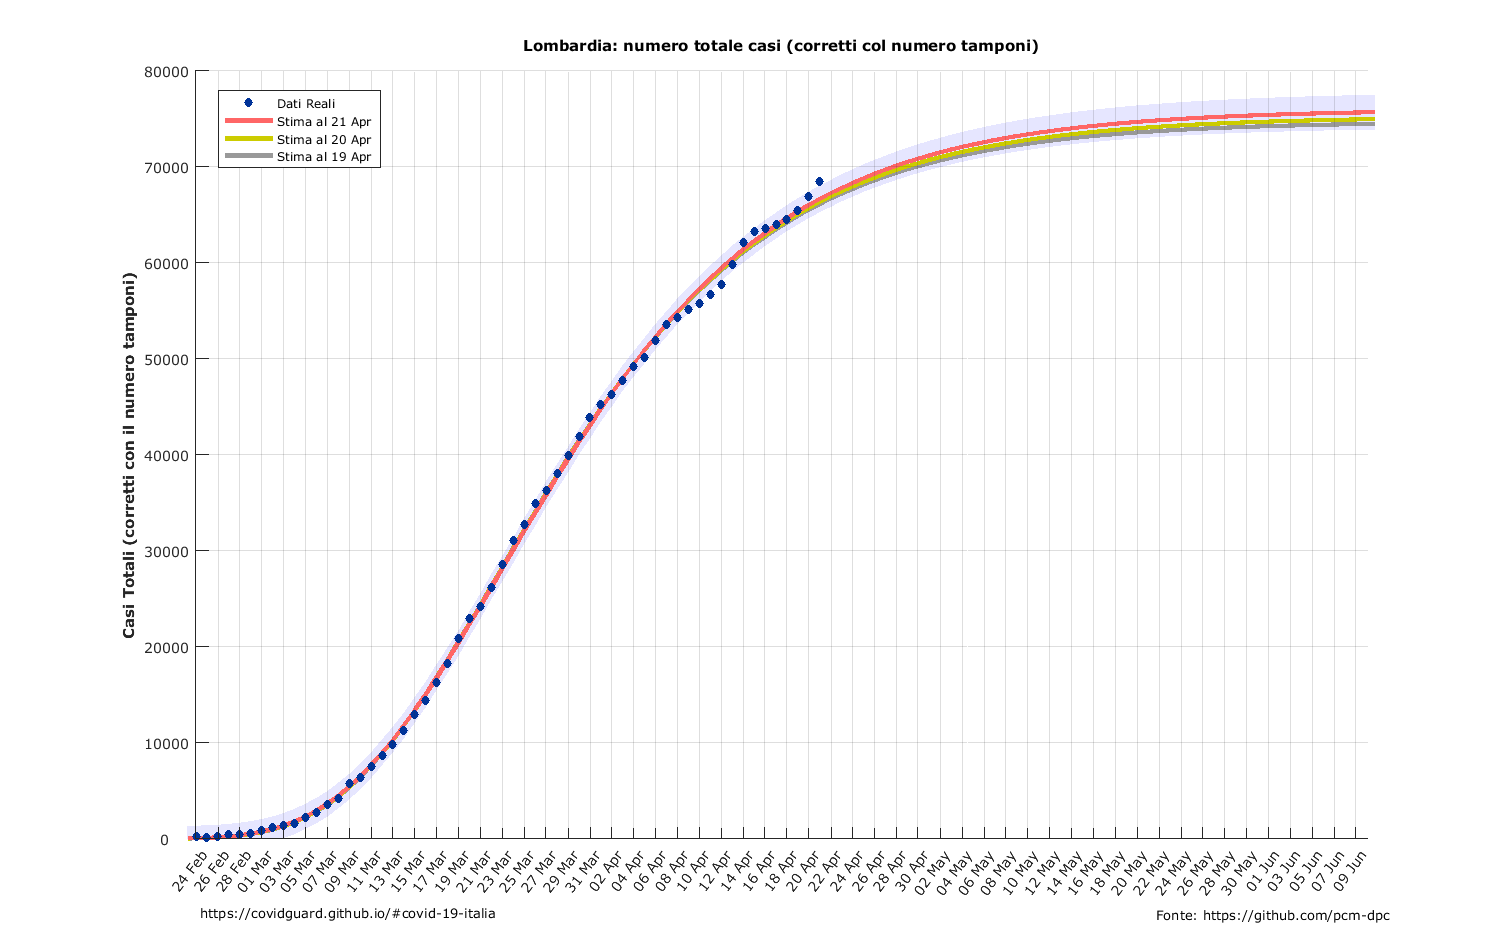 Lombardia: numero totale casi (corretti col numero tamponi)
Dati Reali
Stima al 21 Apr
Stima al 20 Apr
Stima al 19 Apr
Casi Totali (corretti con il numero tamponi)
80000
70000
60000
50000
40000
30000
20000
10000
0
24 Feb
26 Feb
28 Feb
01 Mar
03 Mar
05 Mar
07 Mar
09 Mar
11 Mar
13 Mar
15 Mar
17 Mar
19 Mar
21 Mar
23 Mar
25 Mar
27 Mar
29 Mar
31 Mar
02 Apr
04 Apr
06 Apr
08 Apr
10 Apr
12 Apr
14 Apr
16 Apr
18 Apr
20 Apr
22 Apr
24 Apr
26 Apr
28 Apr
30 Apr
02 May
04 May
06 May
08 May
10 May
12 May
14 May
16 May
18 May
20 May
22 May
24 May
26 May
28 May
30 May
01 Jun
03 Jun
05 Jun
07 Jun
09 Jun
https://covidguard.github.io/#covid-19-italia
Fonte: https://github.com/pcm-dpc